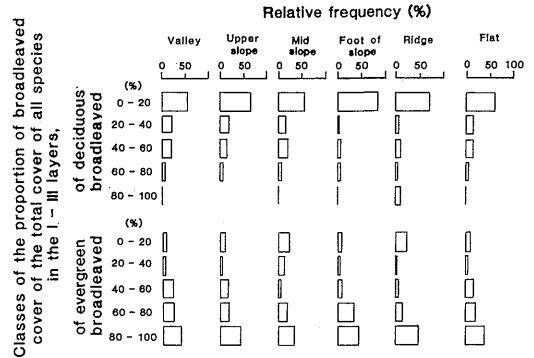 Relative frequency (%)
Valley Upper slope Mid slope Foot of slope Ridge Flat
0 50 0 50 0 50 0 50 0 50 0 50 100
Classes of the proportion of broadleaved
cover of the total cover of all species
in the I - III layers,
of deciduous
broadleaved
(%)
0 - 20
20 - 40
40 - 60
60 - 80
80 - 100
of evergreen
broadleaved
(%)
0 - 20
20 - 40
40 - 60
60 - 80
80 - 100